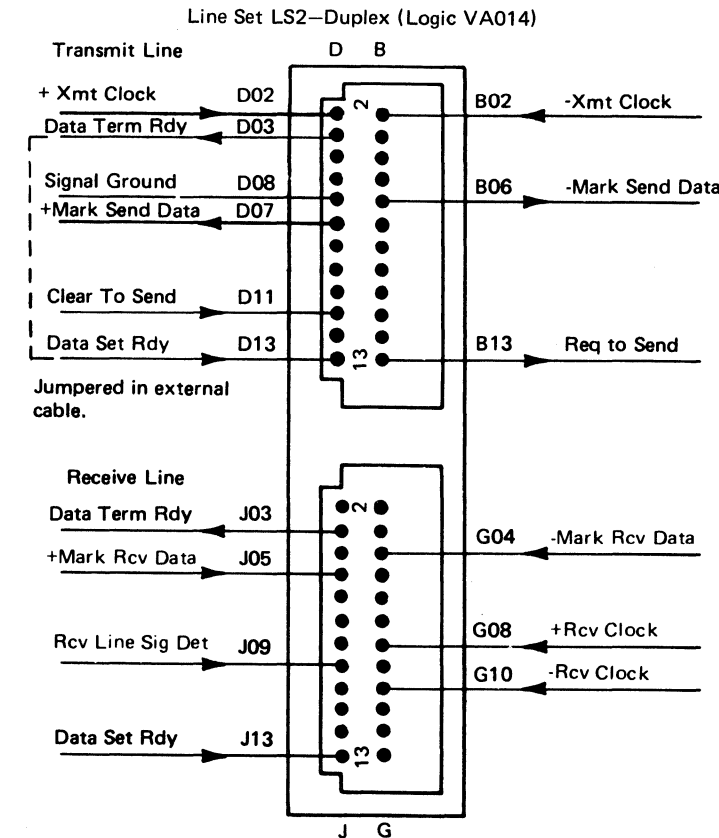 Line Set LS2—Duplex (Logic VA014)
Transmit Line
D B
+ Xmt Clock D02
2
B02 -Xmt Clock
Data Term Rdy D03
Signal Ground D08
B06 -Mark Send Data
+Mark Send Data D07
Clear To Send D11
Data Set Rdy D13
13
B13 Req to Send
Jumpered in external
cable.
Receive Line
2
Data Term Rdy J03
G04 -Mark Rcv Data
+Mark Rcv Data J05
G08 +Rcv Clock
Rcv Line Sig Det J09
G10 -Rcv Clock
Data Set Rdy J13
13
J G